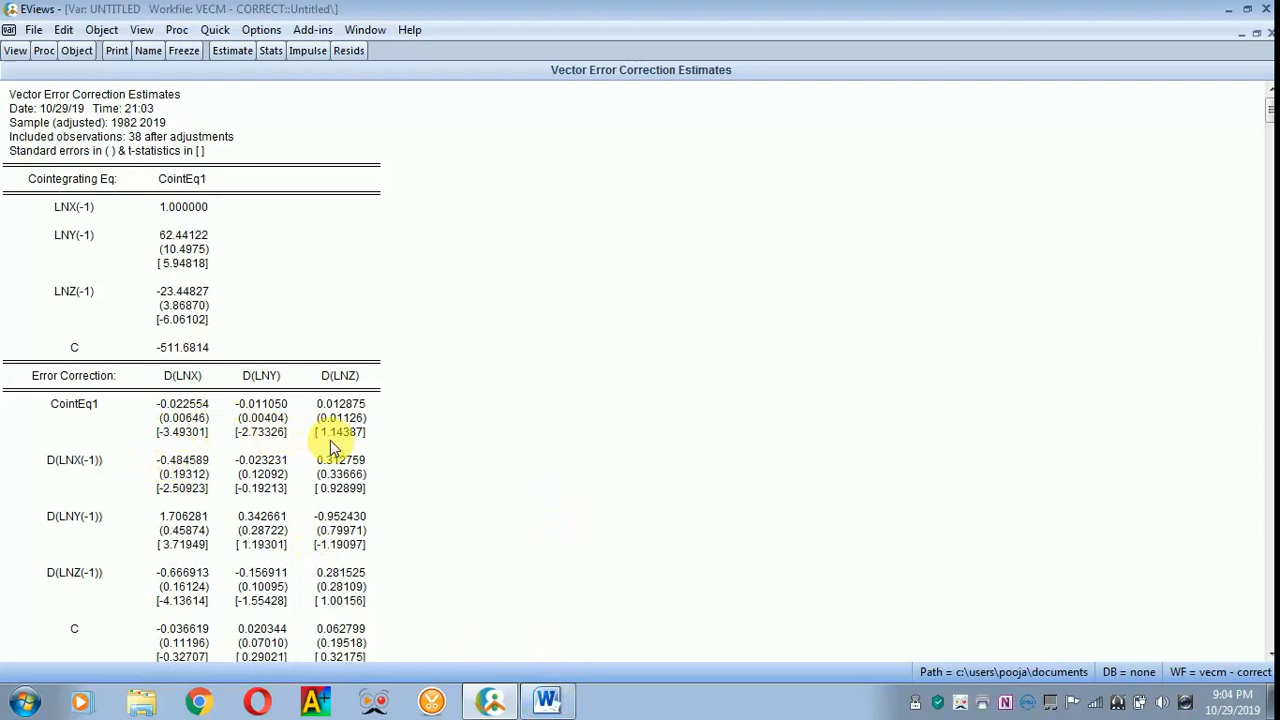 EViews - [Var: UNTITLED   Workfile: VECM - CORRECT::Untitled\]
var File Edit Object View Proc Quick Options Add-ins Window Help
View Proc Object Print Name Freeze Estimate Stats Impulse Resids
Vector Error Correction Estimates
Vector Error Correction Estimates
Date: 10/29/19   Time: 21:03
Sample (adjusted): 1982 2019
Included observations: 38 after adjustments
Standard errors in ( ) & t-statistics in [ ]
Cointegrating Eq: CointEq1
LNX(-1) 1.000000
LNY(-1) 62.44122
(10.4975)
[ 5.94818]
LNZ(-1) -23.44827
(3.86870)
[-6.06102]
C -511.6814
Error Correction: D(LNX) D(LNY) D(LNZ)
CointEq1 -0.022554 -0.011050 0.012875
(0.00646) (0.00404) (0.01126)
[-3.49301] [-2.73326] [ 1.14387]
D(LNX(-1)) -0.484589 -0.023231 0.312759
(0.19312) (0.12092) (0.33666)
[-2.50923] [-0.19213] [ 0.92899]
D(LNY(-1)) 1.706281 0.342661 -0.952430
(0.45874) (0.28722) (0.79971)
[ 3.71949] [ 1.19301] [-1.19097]
D(LNZ(-1)) -0.666913 -0.156911 0.281525
(0.16124) (0.10095) (0.28109)
[-4.13614] [-1.55428] [ 1.00156]
C -0.036619 0.020344 0.062799
(0.11196) (0.07010) (0.19518)
[-0.32707] [ 0.29021] [ 0.32175]
Path = c:\users\pooja\documents DB = none WF = vecm - correct
9:04 PM
10/29/2019